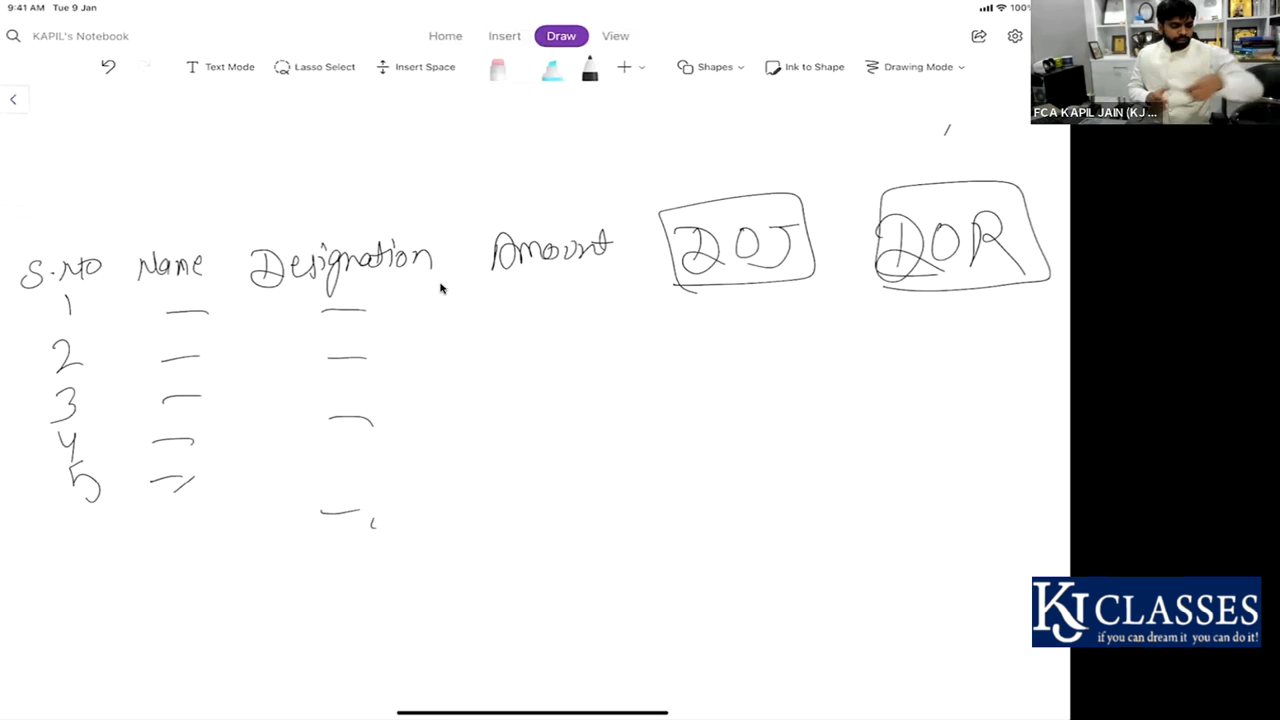 9:41 AM Tue 9 Jan 100%
KAPIL's Notebook Home Insert Draw View
Text Mode Lasso Select Insert Space Shapes Ink to Shape Drawing Mode
FCA KAPIL JAIN (KJ ...
S.No Name Designation Amount DOJ DOR
1
2
3
4
5
KJ CLASSES
if you can dream it you can do it!